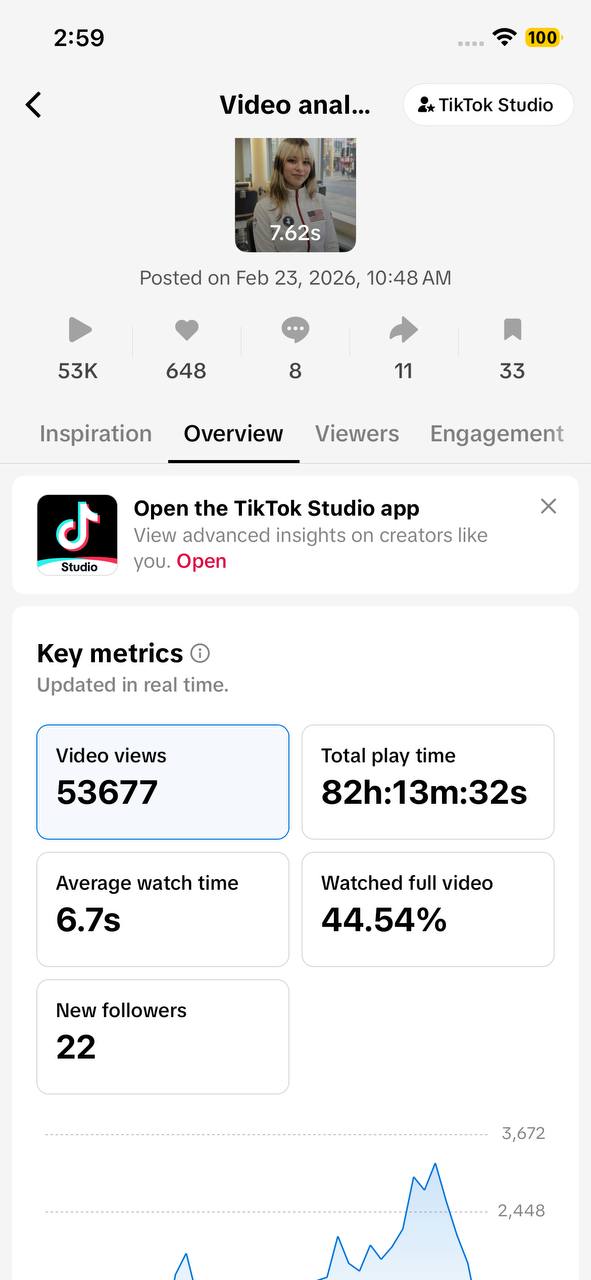 2:59
100
Video anal...
TikTok Studio
7.62s
Posted on Feb 23, 2026, 10:48 AM
53K 648 8 11 33
Inspiration Overview Viewers Engagement
Open the TikTok Studio app
View advanced insights on creators like
you. Open
Studio
Key metrics
Updated in real time.
Video views
53677
Total play time
82h:13m:32s
Average watch time
6.7s
Watched full video
44.54%
New followers
22
3,672
2,448